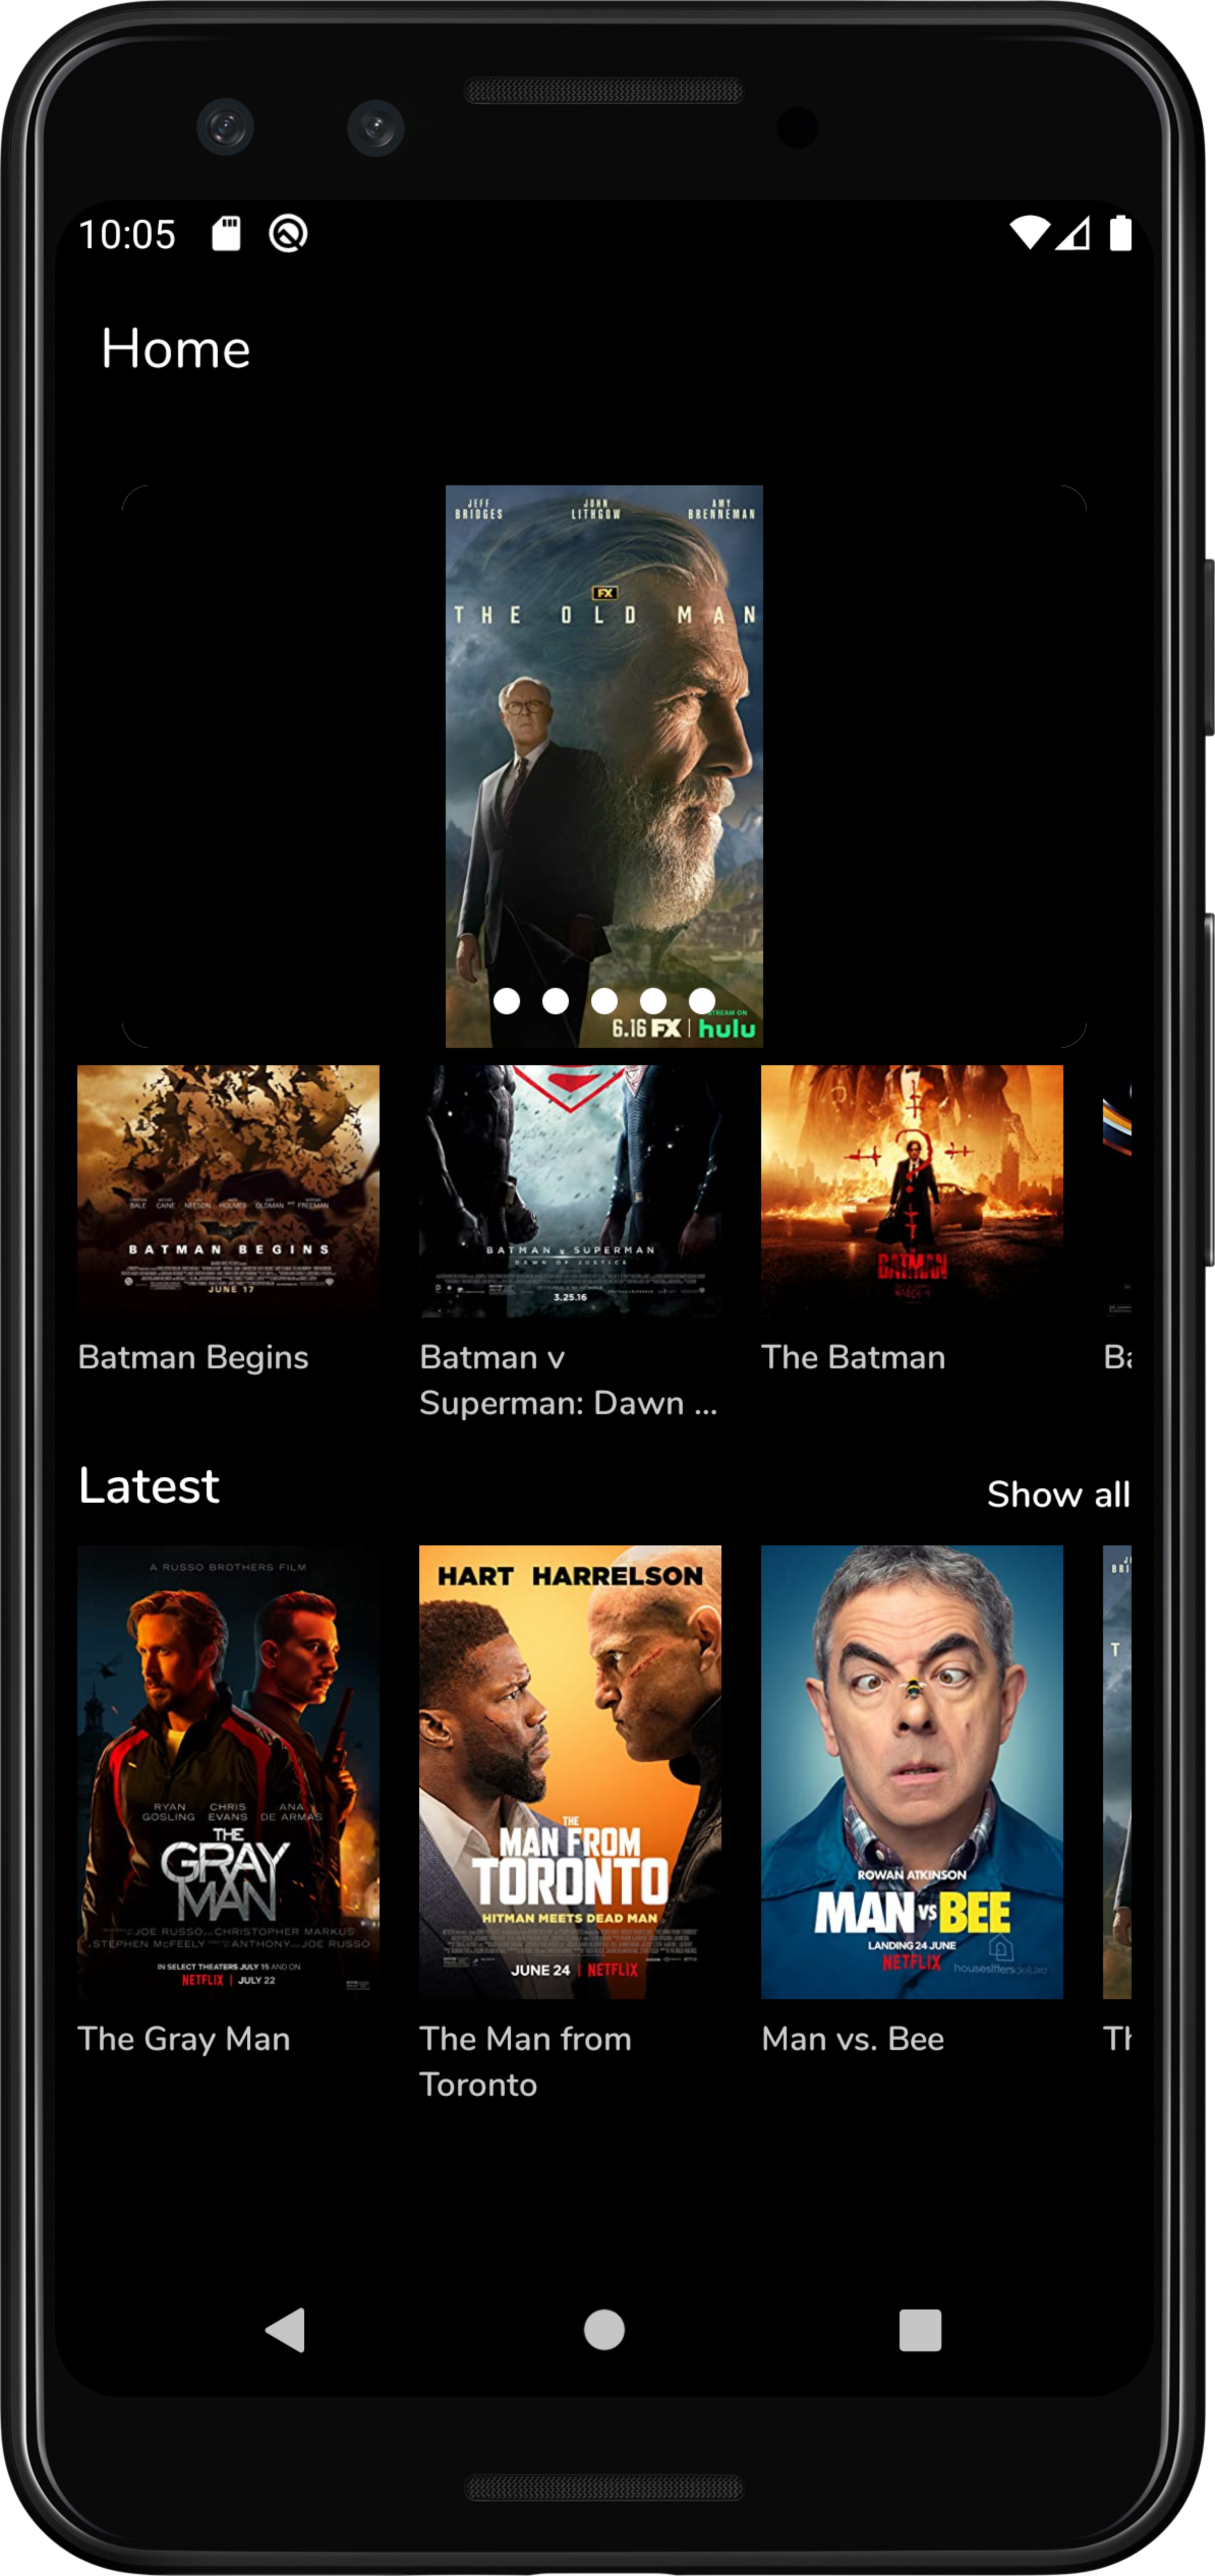 10:05
Home
JEFF BRIDGES
JOHN LITHGOW
AMY BRENNEMAN
FX
THE OLD MAN
STREAM ON
6.16 FX | hulu
BATMAN BEGINS
JUNE 17
BATMAN v SUPERMAN
DAWN OF JUSTICE
3.25.16
THE BATMAN
Batman Begins
Batman v
Superman: Dawn ...
The Batman
Ba
Latest
Show all
A RUSSO BROTHERS FILM
RYAN GOSLING
CHRIS EVANS
ANA DE ARMAS
THE
GRAY
MAN
JOE RUSSO CHRISTOPHER MARKUS
STEPHEN McFEELY ANTHONY JOE RUSSO
IN SELECT THEATERS JULY 15 AND ON
NETFLIX | JULY 22
HART HARRELSON
THE
MAN FROM
TORONTO
HITMAN MEETS DEAD MAN
JUNE 24 | NETFLIX
ROWAN ATKINSON
MAN VS BEE
LANDING 24 JUNE
NETFLIX
housesittersdeluxe
BRI
T
The Gray Man
The Man from
Toronto
Man vs. Bee
Th